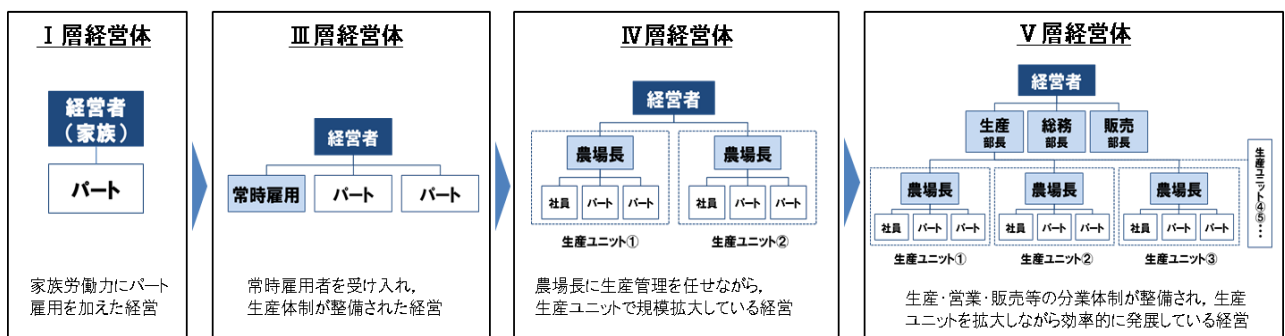 Ⅰ層経営体
経営者
（家族）
パート
家族労働力にパート
雇用を加えた経営
Ⅲ層経営体
経営者
常時雇用
パート
パート
常時雇用者を受け入れ，
生産体制が整備された経営
Ⅳ層経営体
経営者
農場長
農場長
社員
パート
パート
社員
パート
パート
生産ユニット①
生産ユニット②
農場長に生産管理を任せながら，
生産ユニットで規模拡大している経営
Ⅴ層経営体
経営者
生産
部長
総務
部長
販売
部長
農場長
農場長
農場長
社員
パート
パート
社員
パート
パート
社員
パート
パート
生産ユニット①
生産ユニット②
生産ユニット③
生産ユニット④⑤・・・
生産・営業・販売等の分業体制が整備され，生産
ユニットを拡大しながら効率的に発展している経営